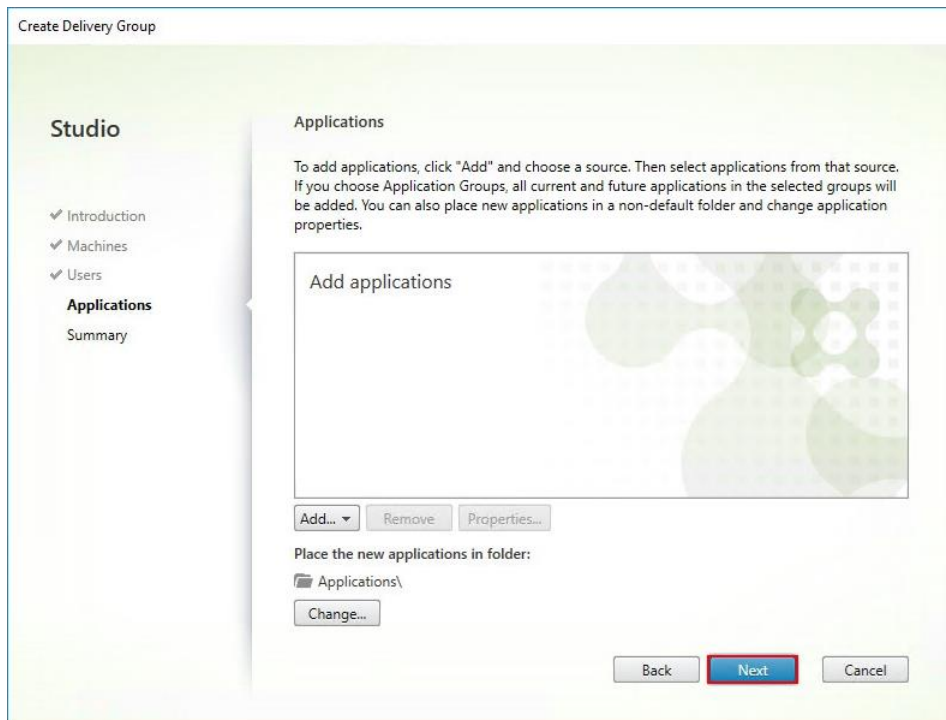 Create Delivery Group
Studio
Introduction
Machines
Users
Applications
Summary
Applications
To add applications, click "Add" and choose a source. Then select applications from that source.
If you choose Application Groups, all current and future applications in the selected groups will
be added. You can also place new applications in a non-default folder and change application
properties.
Add applications
Add...
Remove
Properties...
Place the new applications in folder:
Applications\
Change...
Back
Next
Cancel